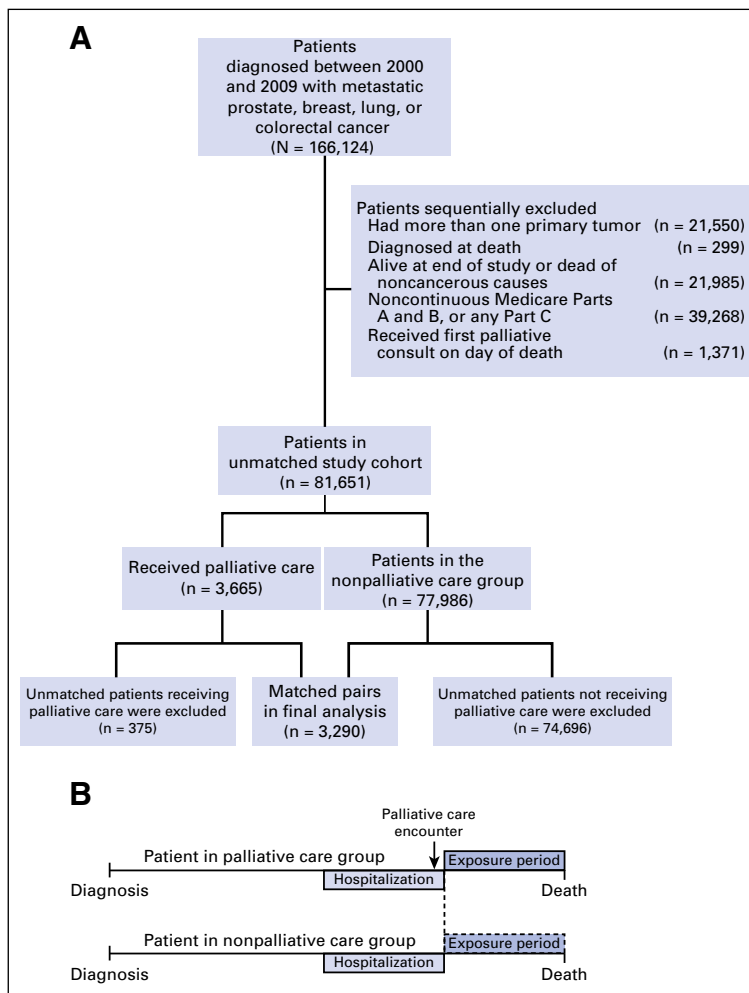 A
Patients
diagnosed between 2000
and 2009 with metastatic
prostate, breast, lung, or
colorectal cancer
(N = 166,124)
Patients sequentially excluded
Had more than one primary tumor (n = 21,550)
Diagnosed at death (n = 299)
Alive at end of study or dead of
noncancerous causes (n = 21,985)
Noncontinuous Medicare Parts
A and B, or any Part C (n = 39,268)
Received first palliative
consult on day of death (n = 1,371)
Patients in
unmatched study cohort
(n = 81,651)
Received palliative care
(n = 3,665)
Patients in the
nonpalliative care group
(n = 77,986)
Unmatched patients receiving
palliative care were excluded
(n = 375)
Matched pairs
in final analysis
(n = 3,290)
Unmatched patients not receiving
palliative care were excluded
(n = 74,696)
B
Palliative care
encounter
Patient in palliative care group
Exposure period
Diagnosis
Hospitalization
Death
Patient in nonpalliative care group
Exposure period
Diagnosis
Hospitalization
Death